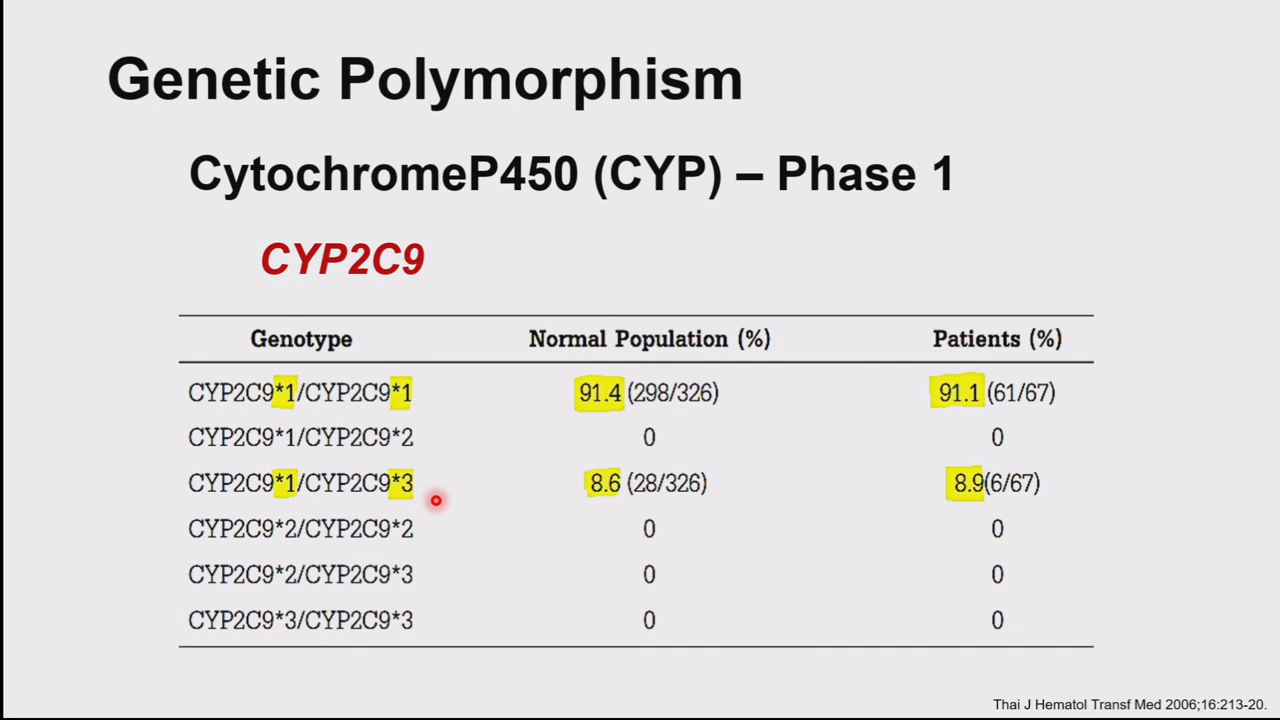 Genetic Polymorphism
CytochromeP450 (CYP) – Phase 1
CYP2C9
Genotype Normal Population (%) Patients (%)
CYP2C9*1/CYP2C9*1 91.4 (298/326) 91.1 (61/67)
CYP2C9*1/CYP2C9*2 0 0
CYP2C9*1/CYP2C9*3 8.6 (28/326) 8.9(6/67)
CYP2C9*2/CYP2C9*2 0 0
CYP2C9*2/CYP2C9*3 0 0
CYP2C9*3/CYP2C9*3 0 0
Thai J Hematol Transf Med 2006;16:213-20.